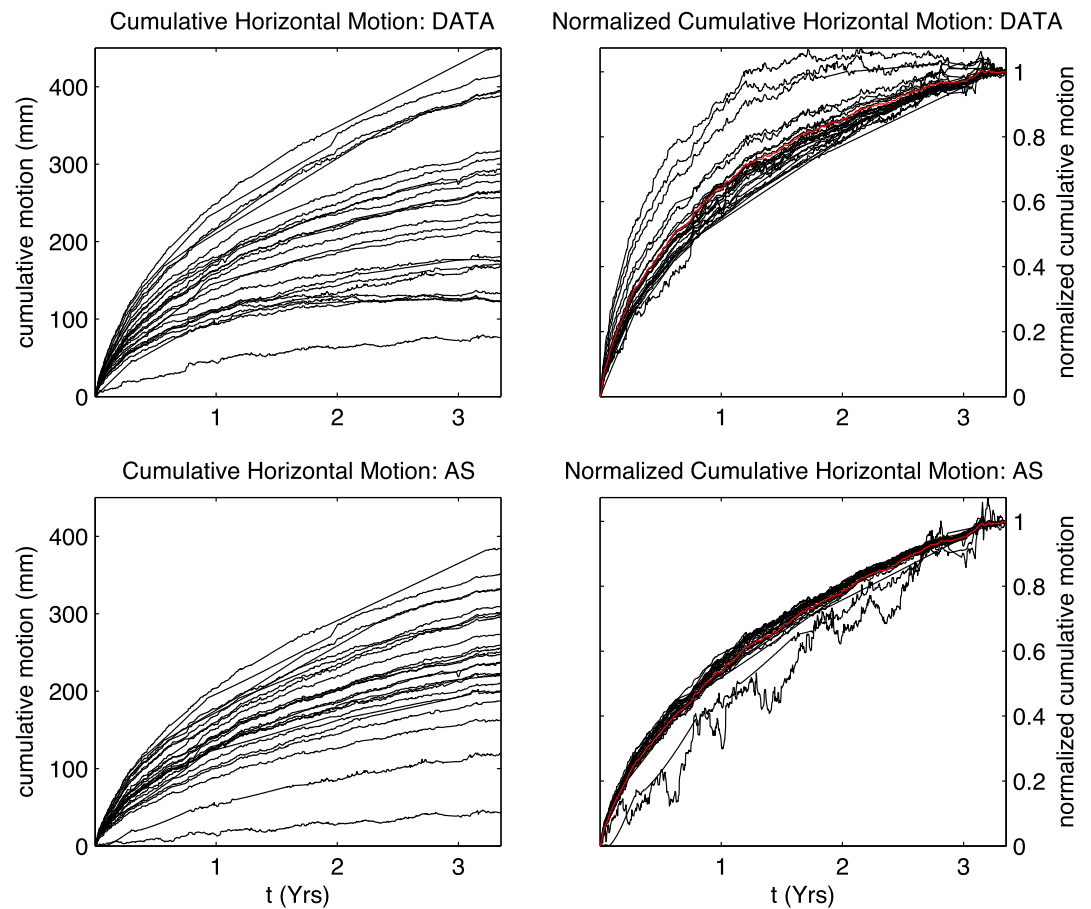 Cumulative Horizontal Motion: DATA
cumulative motion (mm)
400
300
200
100
0
1 2 3
Normalized Cumulative Horizontal Motion: DATA
1
0.8
0.6
0.4
0.2
0
normalized cumulative motion
1 2 3
Cumulative Horizontal Motion: AS
cumulative motion (mm)
400
300
200
100
0
1 2 3
t (Yrs)
Normalized Cumulative Horizontal Motion: AS
1
0.8
0.6
0.4
0.2
0
normalized cumulative motion
1 2 3
t (Yrs)